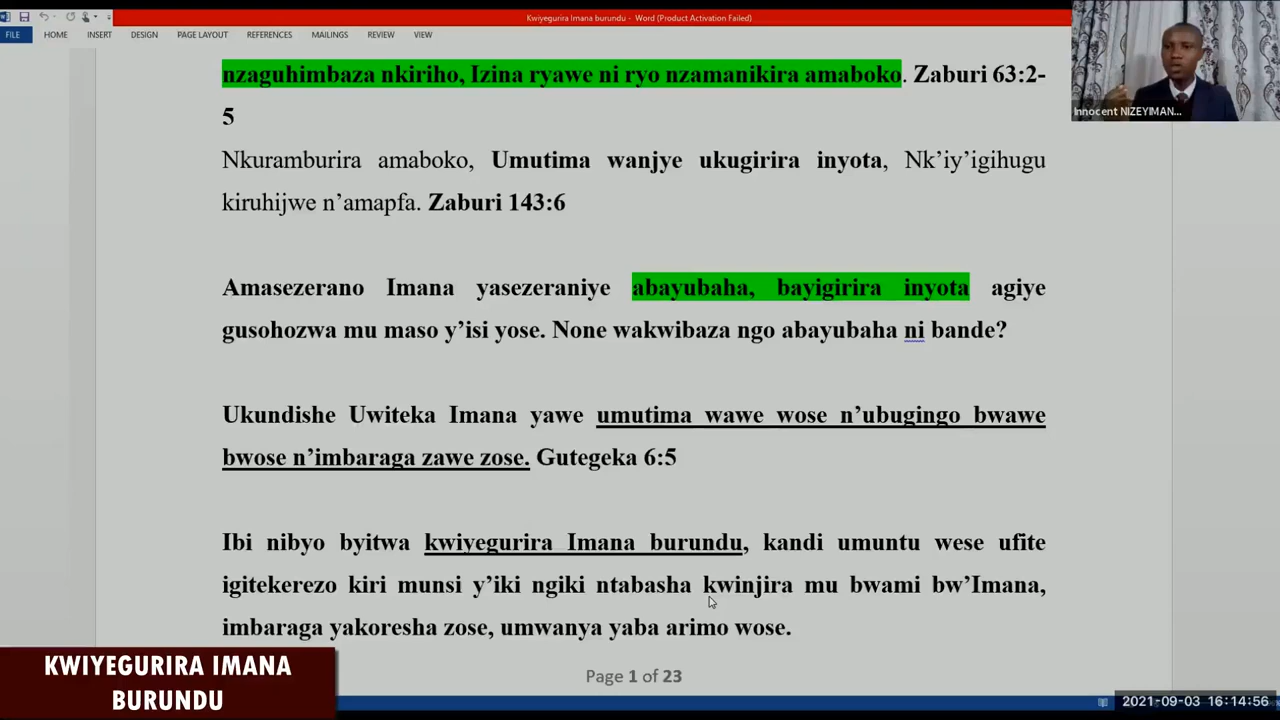 Kwiyegurira Imana burundu - Word (Product Activation Failed)
FILE HOME INSERT DESIGN PAGE LAYOUT REFERENCES MAILINGS REVIEW VIEW
nzaguhimbaza nkiriho, Izina ryawe ni ryo nzamanikira amaboko. Zaburi 63:2-
5
Nkuramburira amaboko, Umutima wanjye ukugirira inyota, Nk’iy’igihugu
kiruhijwe n’amapfa. Zaburi 143:6
Amasezerano Imana yasezeraniye abayubaha, bayigirira inyota agiye
gusohozwa mu maso y’isi yose. None wakwibaza ngo abayubaha ni bande?
Ukundishe Uwiteka Imana yawe umutima wawe wose n’ubugingo bwawe
bwose n’imbaraga zawe zose. Gutegeka 6:5
Ibi nibyo byitwa kwiyegurira Imana burundu, kandi umuntu wese ufite
igitekerezo kiri munsi y’iki ngiki ntabasha kwinjira mu bwami bw’Imana,
imbaraga yakoresha zose, umwanya yaba arimo wose.
Page 1 of 23
Innocent NIZEYIMAN...
KWIYEGURIRA IMANA
BURUNDU
2021-09-03 16:14:56